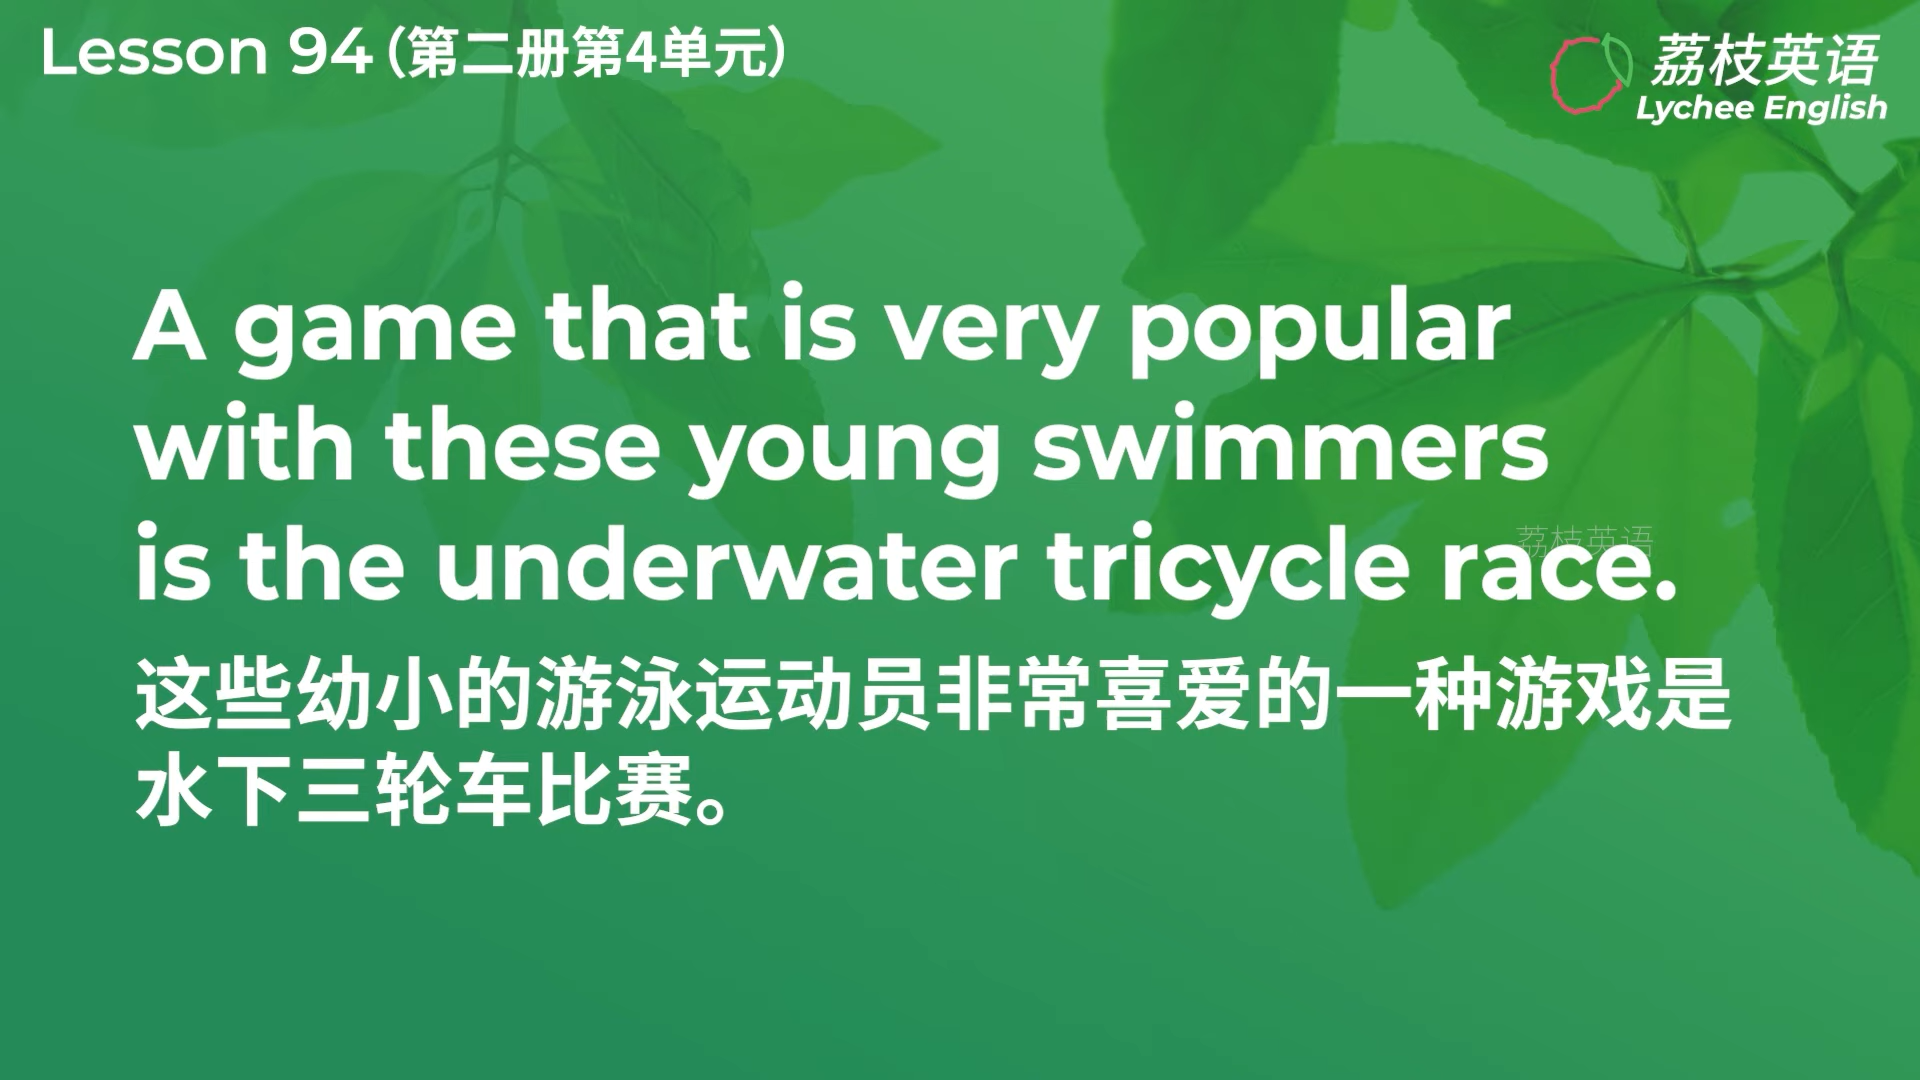 Lesson 94（第二册第4单元）
荔枝英语
Lychee English
A game that is very popular
with these young swimmers
is the underwater tricycle race.
荔枝英语
这些幼小的游泳运动员非常喜爱的一种游戏是
水下三轮车比赛。